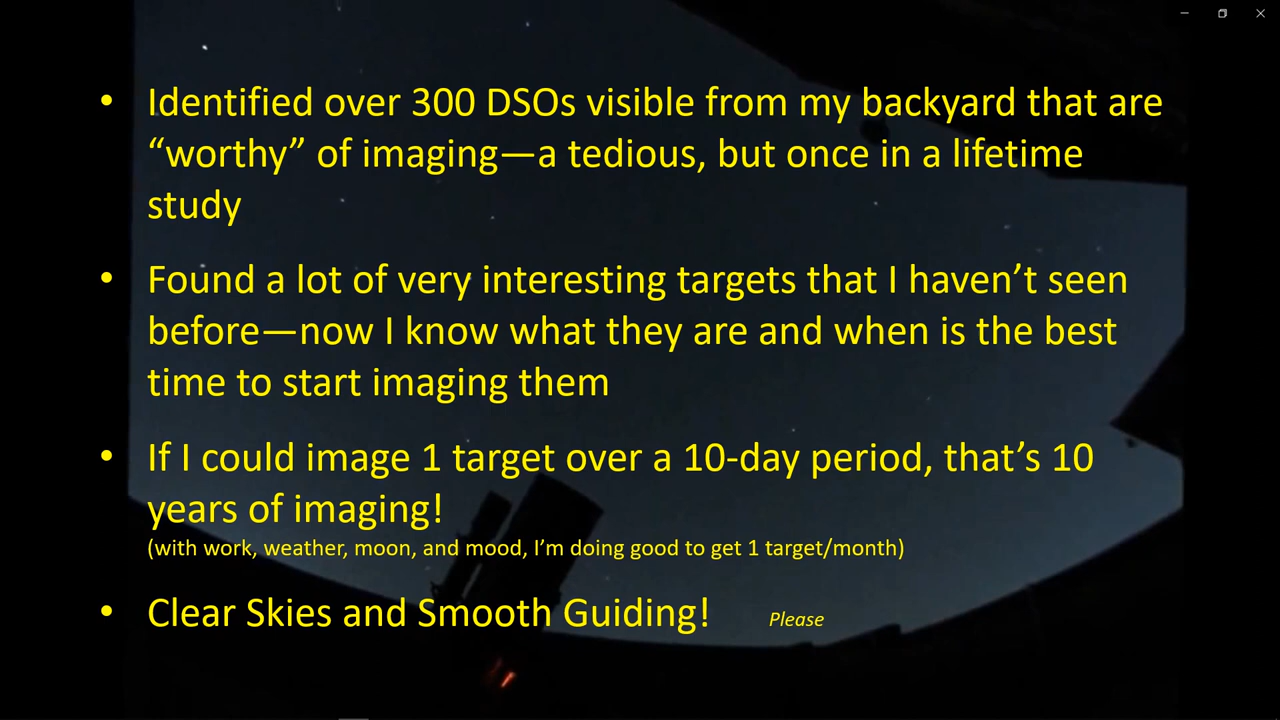 • Identified over 300 DSOs visible from my backyard that are
“worthy” of imaging—a tedious, but once in a lifetime
study
• Found a lot of very interesting targets that I haven’t seen
before—now I know what they are and when is the best
time to start imaging them
• If I could image 1 target over a 10-day period, that’s 10
years of imaging!
(with work, weather, moon, and mood, I’m doing good to get 1 target/month)
• Clear Skies and Smooth Guiding! Please